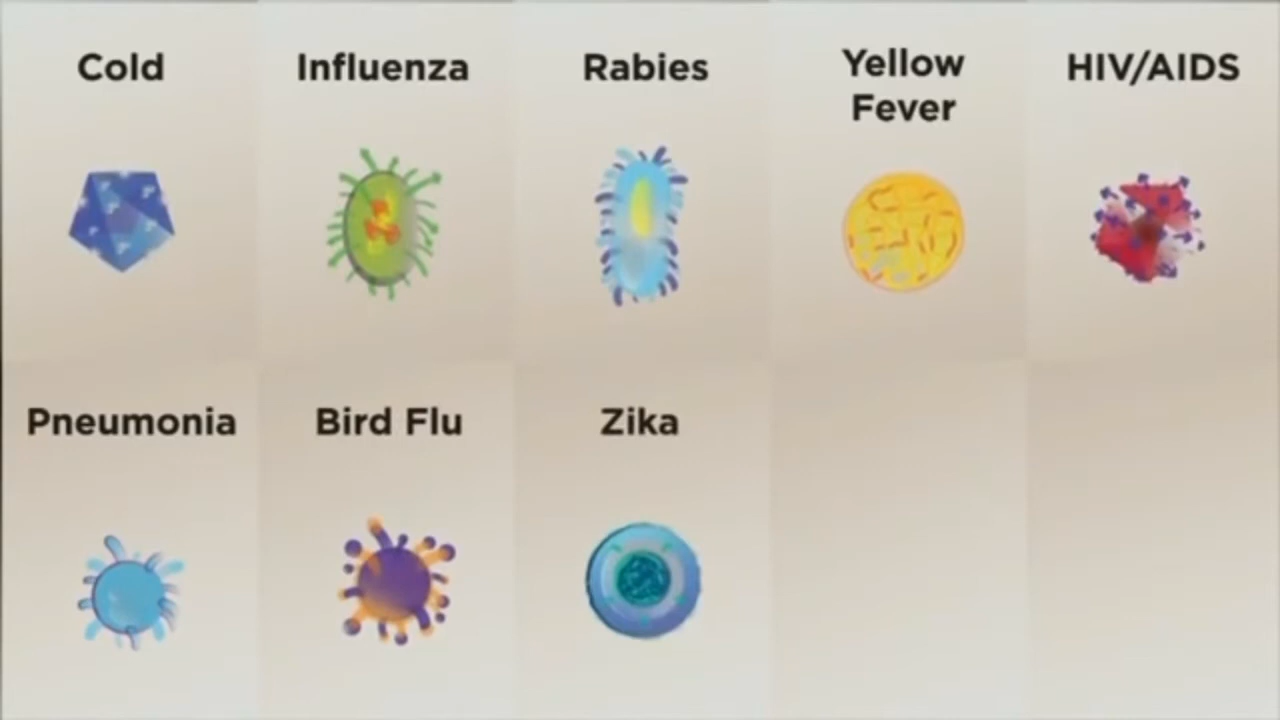 Cold
Influenza
Rabies
Yellow
Fever
HIV/AIDS
Pneumonia
Bird Flu
Zika